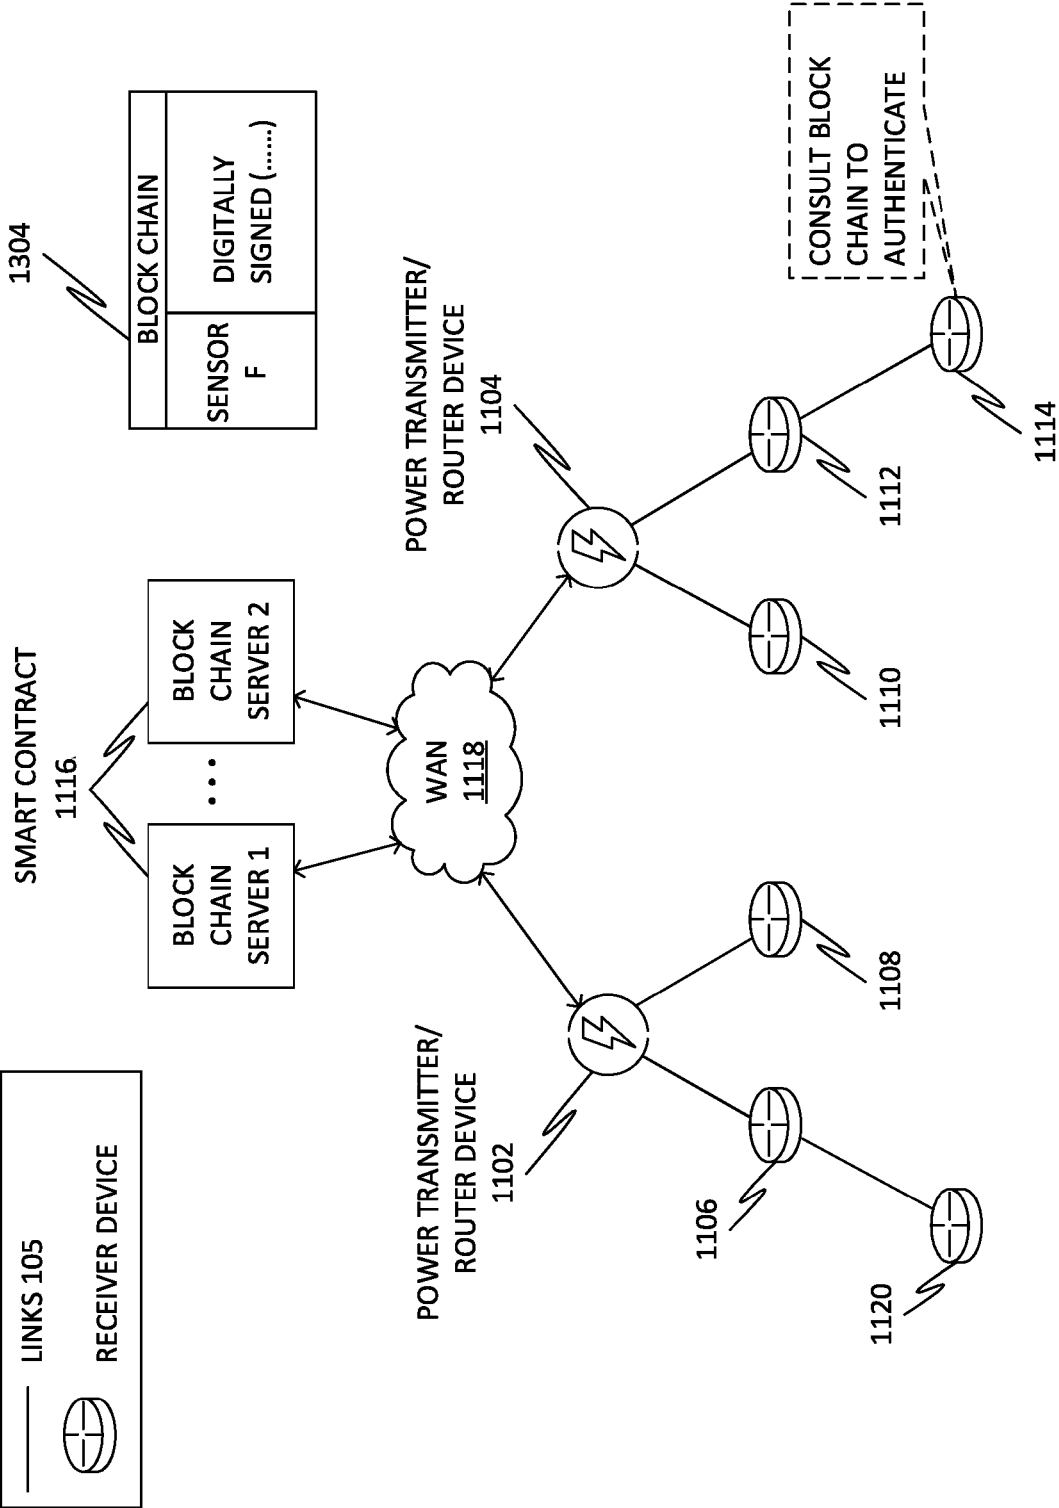 LINKS 105
RECEIVER DEVICE
SMART CONTRACT
1116
BLOCK
CHAIN
SERVER 1
...
BLOCK
CHAIN
SERVER 2
1304
BLOCK CHAIN
SENSOR
F
DIGITALLY
SIGNED (......)
WAN
1118
POWER TRANSMITTER/
ROUTER DEVICE
1102
POWER TRANSMITTER/
ROUTER DEVICE
1104
1106
1108
1110
1112
1120
1114
CONSULT BLOCK
CHAIN TO
AUTHENTICATE